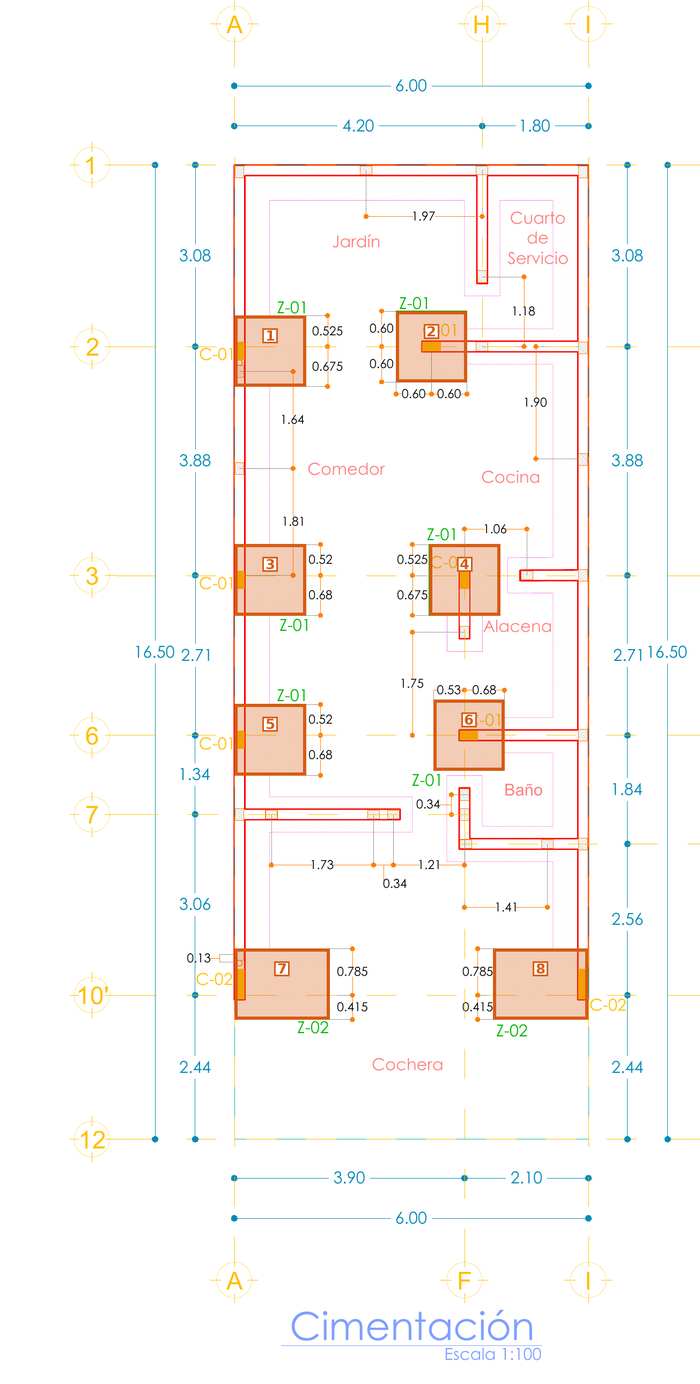 A H I
6.00
4.20 1.80
1
3.08 3.08
1.97
Jardín
Cuarto
de
Servicio
1.18
Z-01 Z-01
1 0.525 0.60 2 01
2 C-01
0.675 0.60
0.60 0.60
1.90
1.64
3.88 Comedor Cocina 3.88
1.81 1.06
Z-01
3 0.52 0.525 C-0 4
3 C-01
0.68 0.675
Z-01 Alacena
16.50 2.71 2.71 16.50
1.75
Z-01 0.53 0.68
5 0.52 6 -01
6 C-01
0.68
1.34 Z-01 Baño 1.84
0.34
7
1.73 1.21
0.34
3.06 1.41 2.56
0.13
C-02 7 0.785 0.785 8
10' 0.415 0.415 C-02
Z-02 Z-02
2.44 Cochera 2.44
12
3.90 2.10
6.00
A F I
Cimentación
Escala 1:100